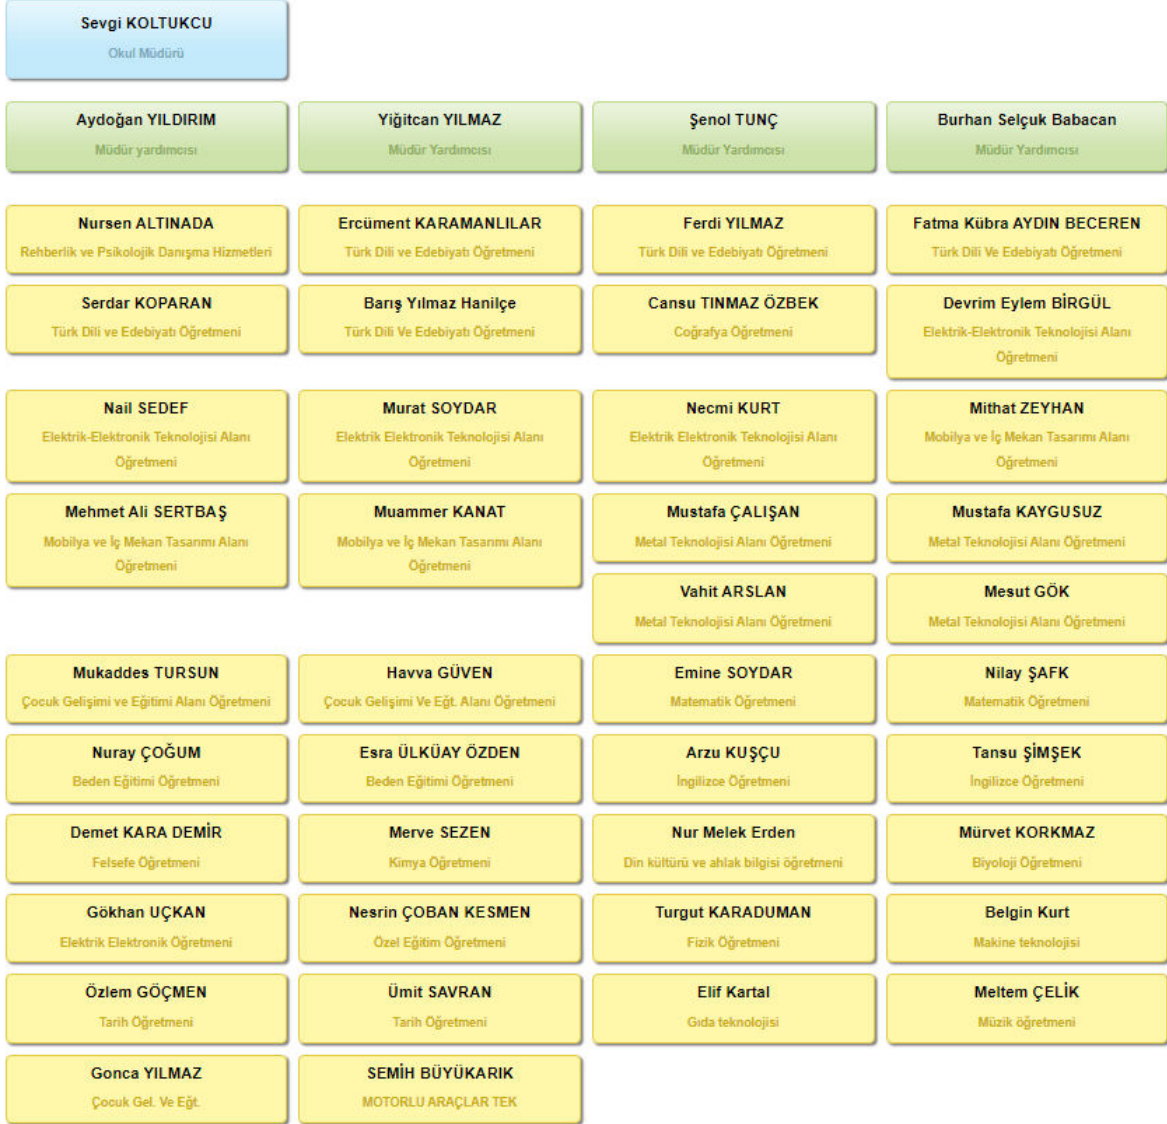 Sevgi KOLTUKCU
Okul Müdürü
Aydoğan YILDIRIM
Müdür yardımcısı
Yiğitcan YILMAZ
Müdür Yardımcısı
Şenol TUNÇ
Müdür Yardımcısı
Burhan Selçuk Babacan
Müdür Yardımcısı
Nursen ALTINADA
Rehberlik ve Psikolojik Danışma Hizmetleri
Ercüment KARAMANLILAR
Türk Dili ve Edebiyatı Öğretmeni
Ferdi YILMAZ
Türk Dili ve Edebiyatı Öğretmeni
Fatma Kübra AYDIN BECEREN
Türk Dili Ve Edebiyatı Öğretmeni
Serdar KOPARAN
Türk Dili ve Edebiyatı Öğretmeni
Barış Yılmaz Hanilçe
Türk Dili Ve Edebiyatı Öğretmeni
Cansu TINMAZ ÖZBEK
Coğrafya Öğretmeni
Devrim Eylem BİRGÜL
Elektrik-Elektronik Teknolojisi Alanı
Öğretmeni
Nail SEDEF
Elektrik-Elektronik Teknolojisi Alanı
Öğretmeni
Murat SOYDAR
Elektrik Elektronik Teknolojisi Alanı
Öğretmeni
Necmi KURT
Elektrik Elektronik Teknolojisi Alanı
Öğretmeni
Mithat ZEYHAN
Mobilya ve İç Mekan Tasarımı Alanı
Öğretmeni
Mehmet Ali SERTBAŞ
Mobilya ve İç Mekan Tasarımı Alanı
Öğretmeni
Muammer KANAT
Mobilya ve İç Mekan Tasarımı Alanı
Öğretmeni
Mustafa ÇALIŞAN
Metal Teknolojisi Alanı Öğretmeni
Mustafa KAYGUSUZ
Metal Teknolojisi Alanı Öğretmeni
Vahit ARSLAN
Metal Teknolojisi Alanı Öğretmeni
Mesut GÖK
Metal Teknolojisi Alanı Öğretmeni
Mukaddes TURSUN
Çocuk Gelişimi ve Eğitimi Alanı Öğretmeni
Havva GÜVEN
Çocuk Gelişimi Ve Eğt. Alanı Öğretmeni
Emine SOYDAR
Matematik Öğretmeni
Nilay ŞAFK
Matematik Öğretmeni
Nuray ÇOĞUM
Beden Eğitimi Öğretmeni
Esra ÜLKÜAY ÖZDEN
Beden Eğitimi Öğretmeni
Arzu KUŞÇU
İngilizce Öğretmeni
Tansu ŞİMŞEK
İngilizce Öğretmeni
Demet KARA DEMİR
Felsefe Öğretmeni
Merve SEZEN
Kimya Öğretmeni
Nur Melek Erden
Din kültürü ve ahlak bilgisi öğretmeni
Mürvet KORKMAZ
Biyoloji Öğretmeni
Gökhan UÇKAN
Elektrik Elektronik Öğretmeni
Nesrin ÇOBAN KESMEN
Özel Eğitim Öğretmeni
Turgut KARADUMAN
Fizik Öğretmeni
Belgin Kurt
Makine teknolojisi
Özlem GÖÇMEN
Tarih Öğretmeni
Ümit SAVRAN
Tarih Öğretmeni
Elif Kartal
Gıda teknolojisi
Meltem ÇELİK
Müzik öğretmeni
Gonca YILMAZ
Çocuk Gel. Ve Eğt.
SEMİH BÜYÜKARIK
MOTORLU ARAÇLAR TEK